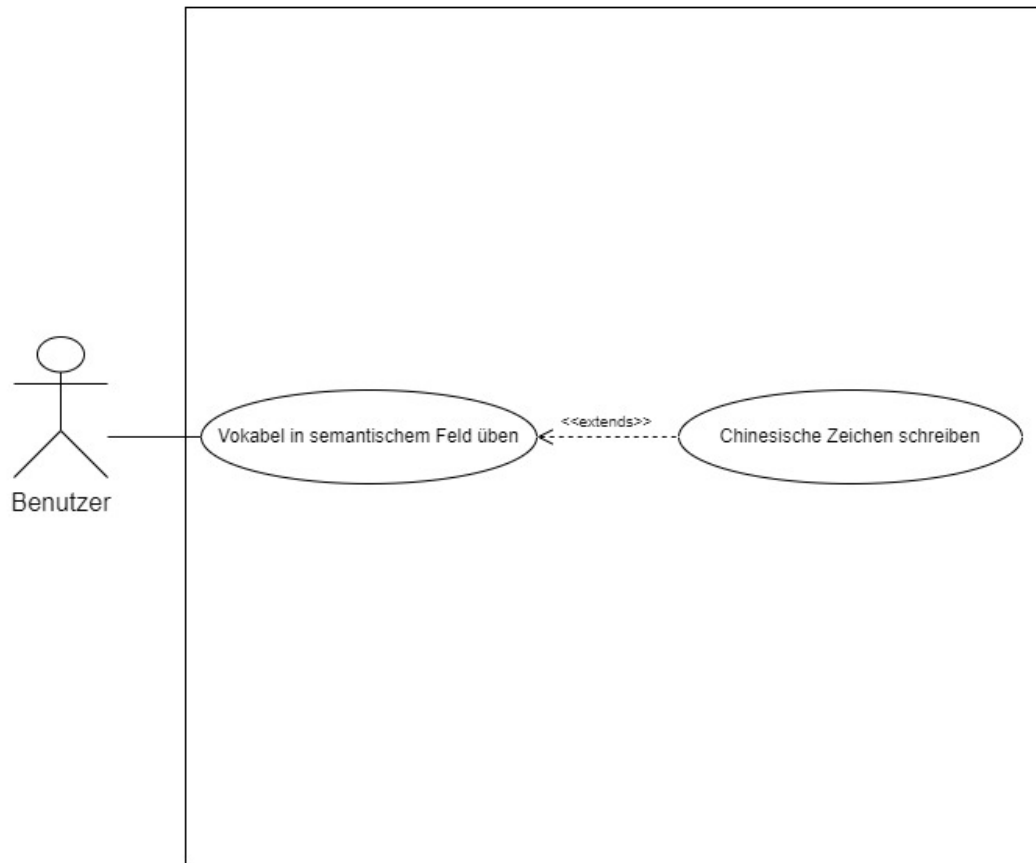 Vokabel in semantischem Feld üben
<<extends>>
Chinesische Zeichen schreiben
Benutzer